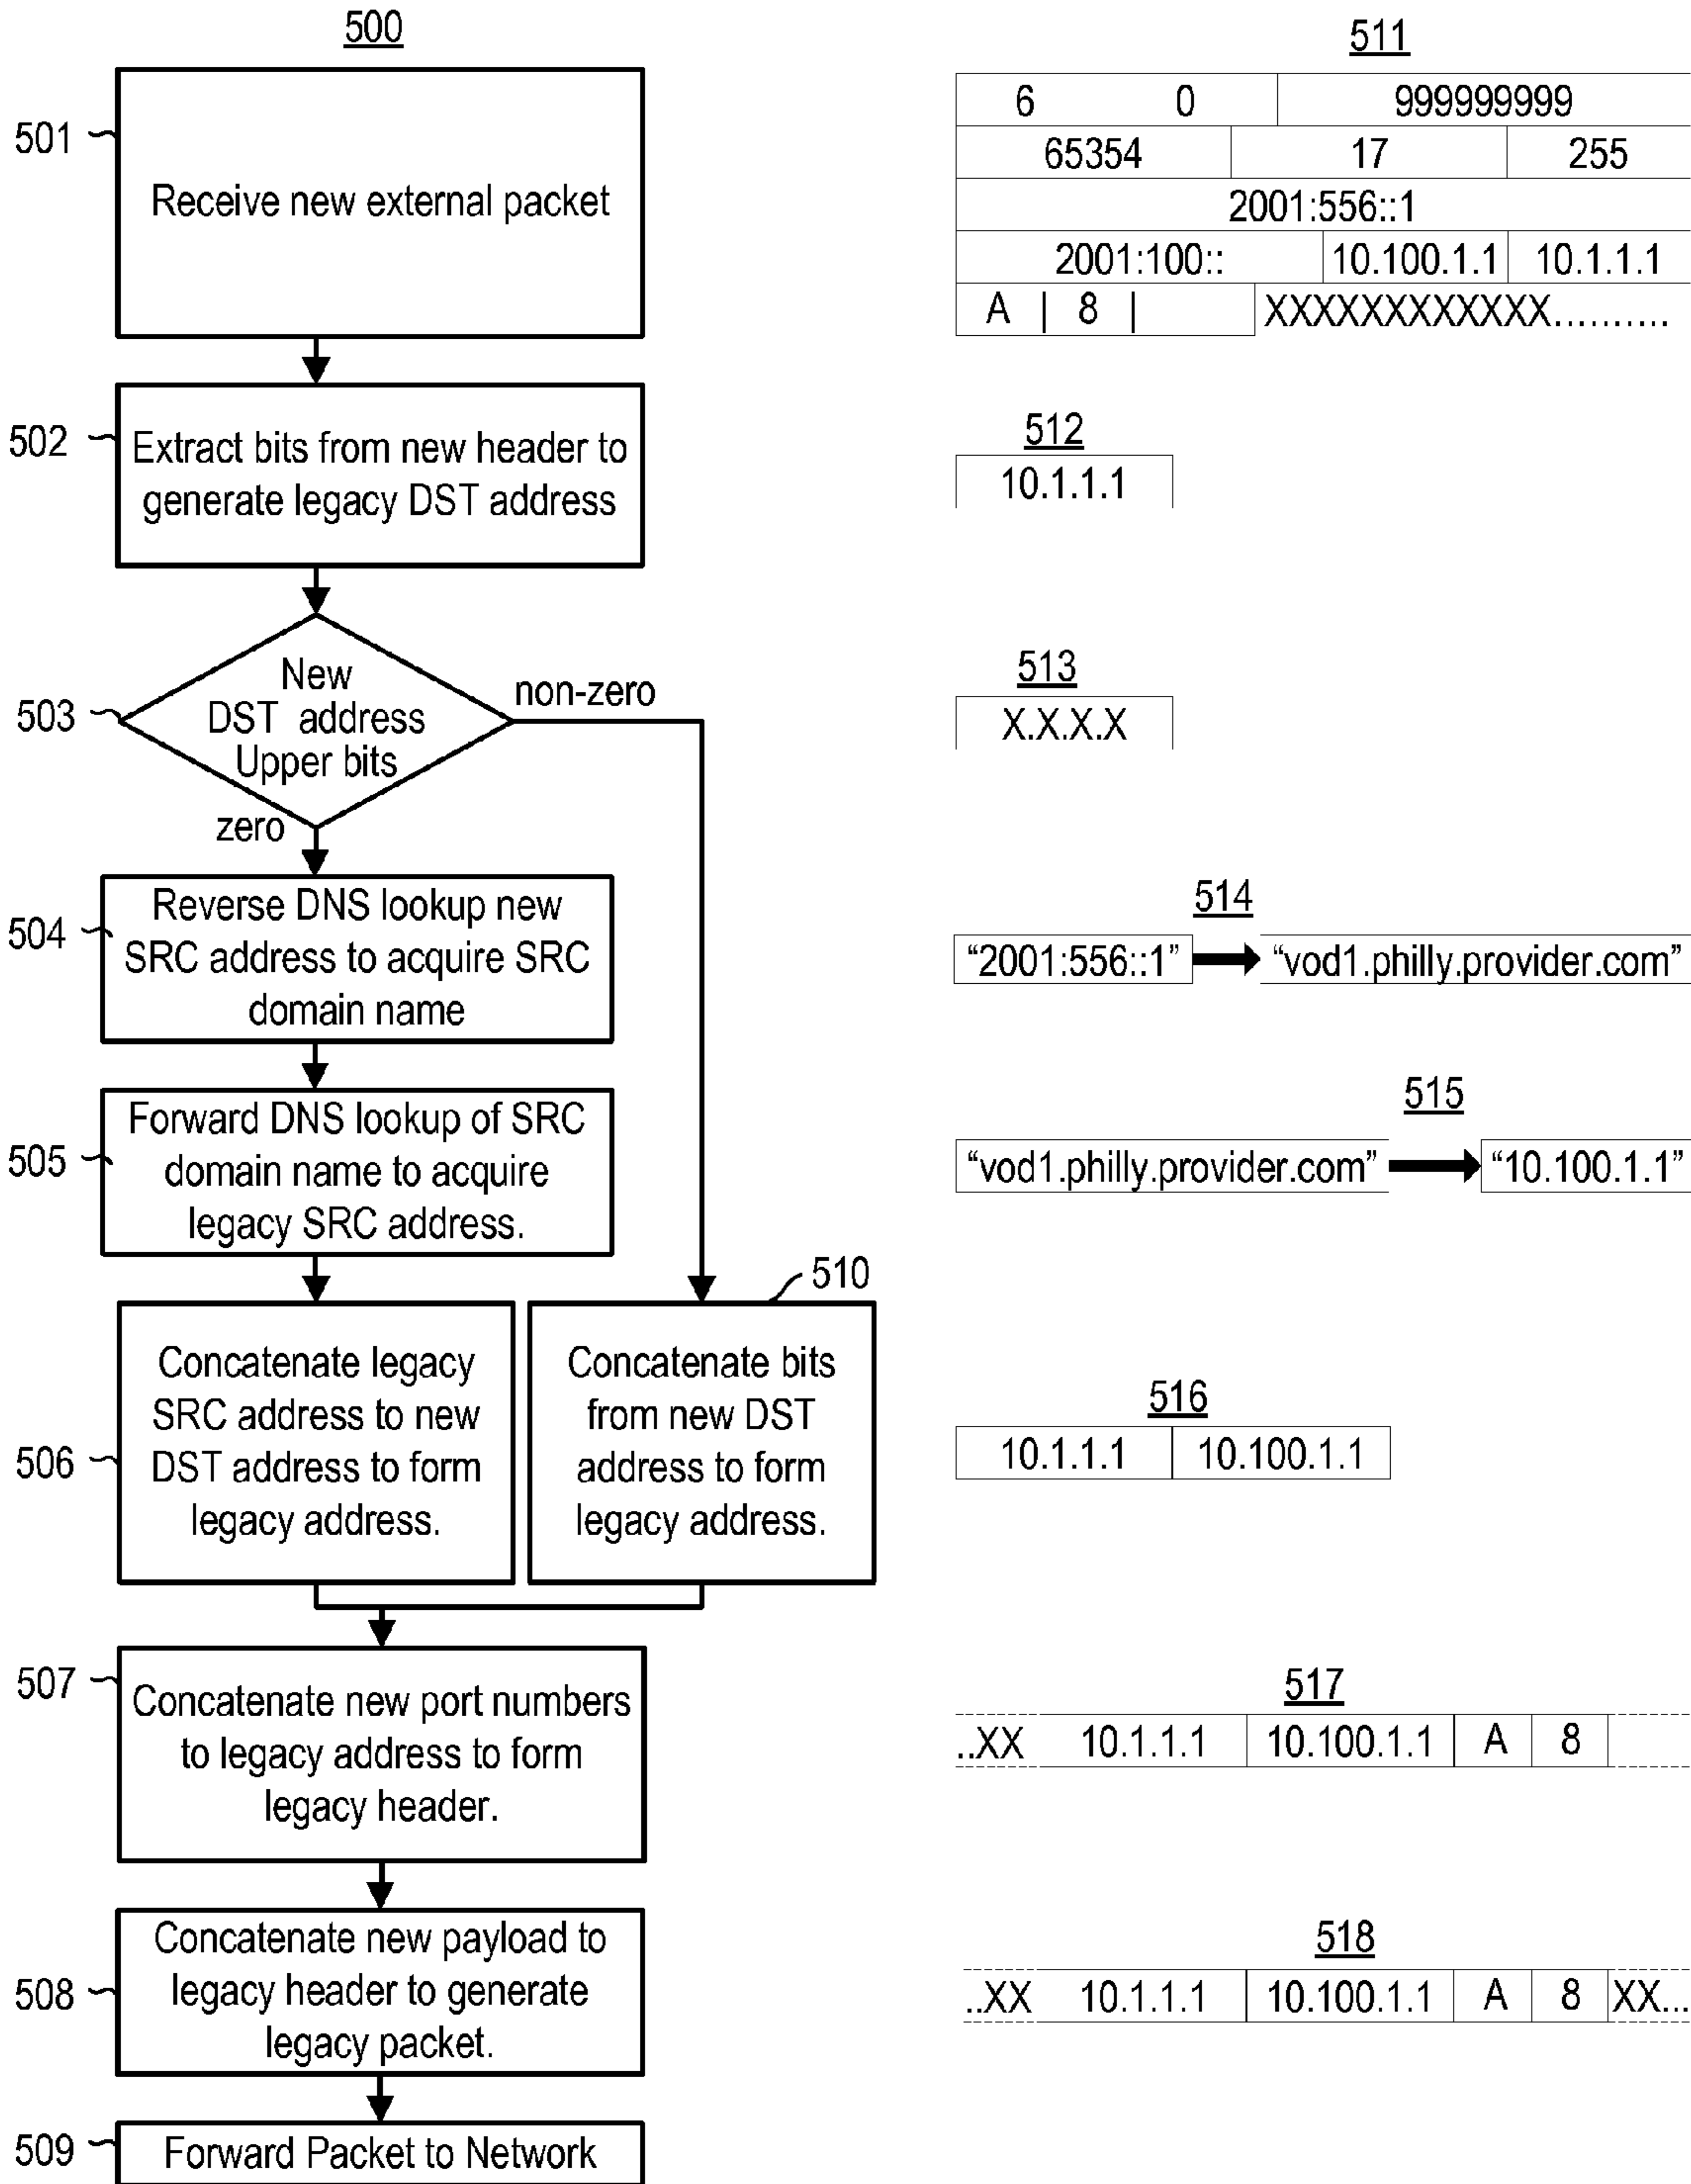 500
501
Receive new external packet
502
Extract bits from new header to
generate legacy DST address
503
New
DST address
Upper bits
non-zero
zero
504
Reverse DNS lookup new
SRC address to acquire SRC
domain name
505
Forward DNS lookup of SRC
domain name to acquire
legacy SRC address.
506
Concatenate legacy
SRC address to new
DST address to form
legacy address.
510
Concatenate bits
from new DST
address to form
legacy address.
507
Concatenate new port numbers
to legacy address to form
legacy header.
508
Concatenate new payload to
legacy header to generate
legacy packet.
509
Forward Packet to Network
511
6 0 999999999
65354 17 255
2001:556::1
2001:100:: 10.100.1.1 10.1.1.1
A | 8 | XXXXXXXXXXXX..........
512
10.1.1.1
513
X.X.X.X
514
“2001:556::1” “vod1.philly.provider.com”
515
“vod1.philly.provider.com” “10.100.1.1”
516
10.1.1.1 10.100.1.1
517
..XX 10.1.1.1 10.100.1.1 A 8
518
..XX 10.1.1.1 10.100.1.1 A 8 XX...